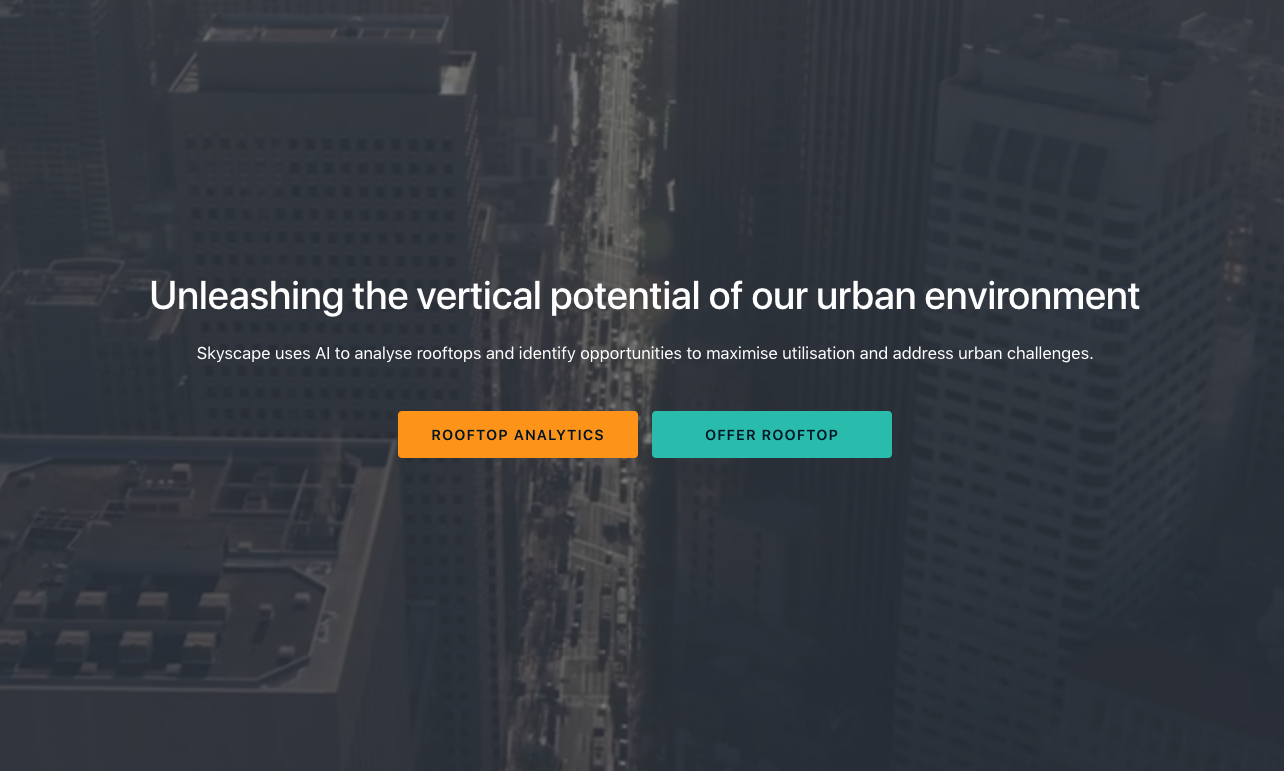 Unleashing the vertical potential of our urban environment
Skyscape uses AI to analyse rooftops and identify opportunities to maximise utilisation and address urban challenges.
ROOFTOP ANALYTICS
OFFER ROOFTOP